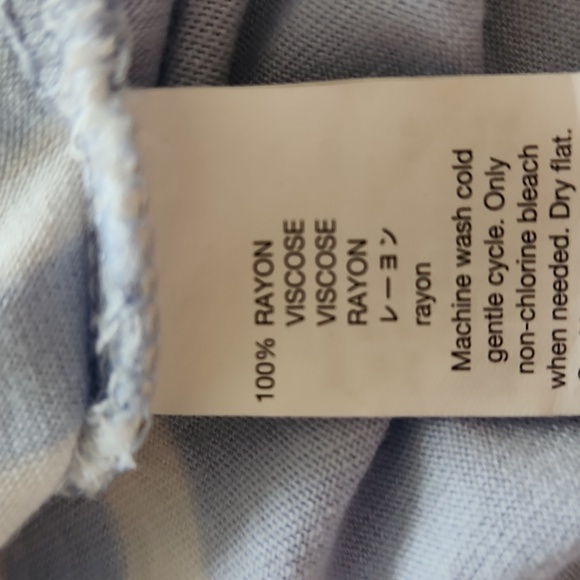 100% RAYON
VISCOSE
VISCOSE
RAYON
レーヨン
rayon
Machine wash cold
gentle cycle. Only
non-chlorine bleach
when needed. Dry flat.